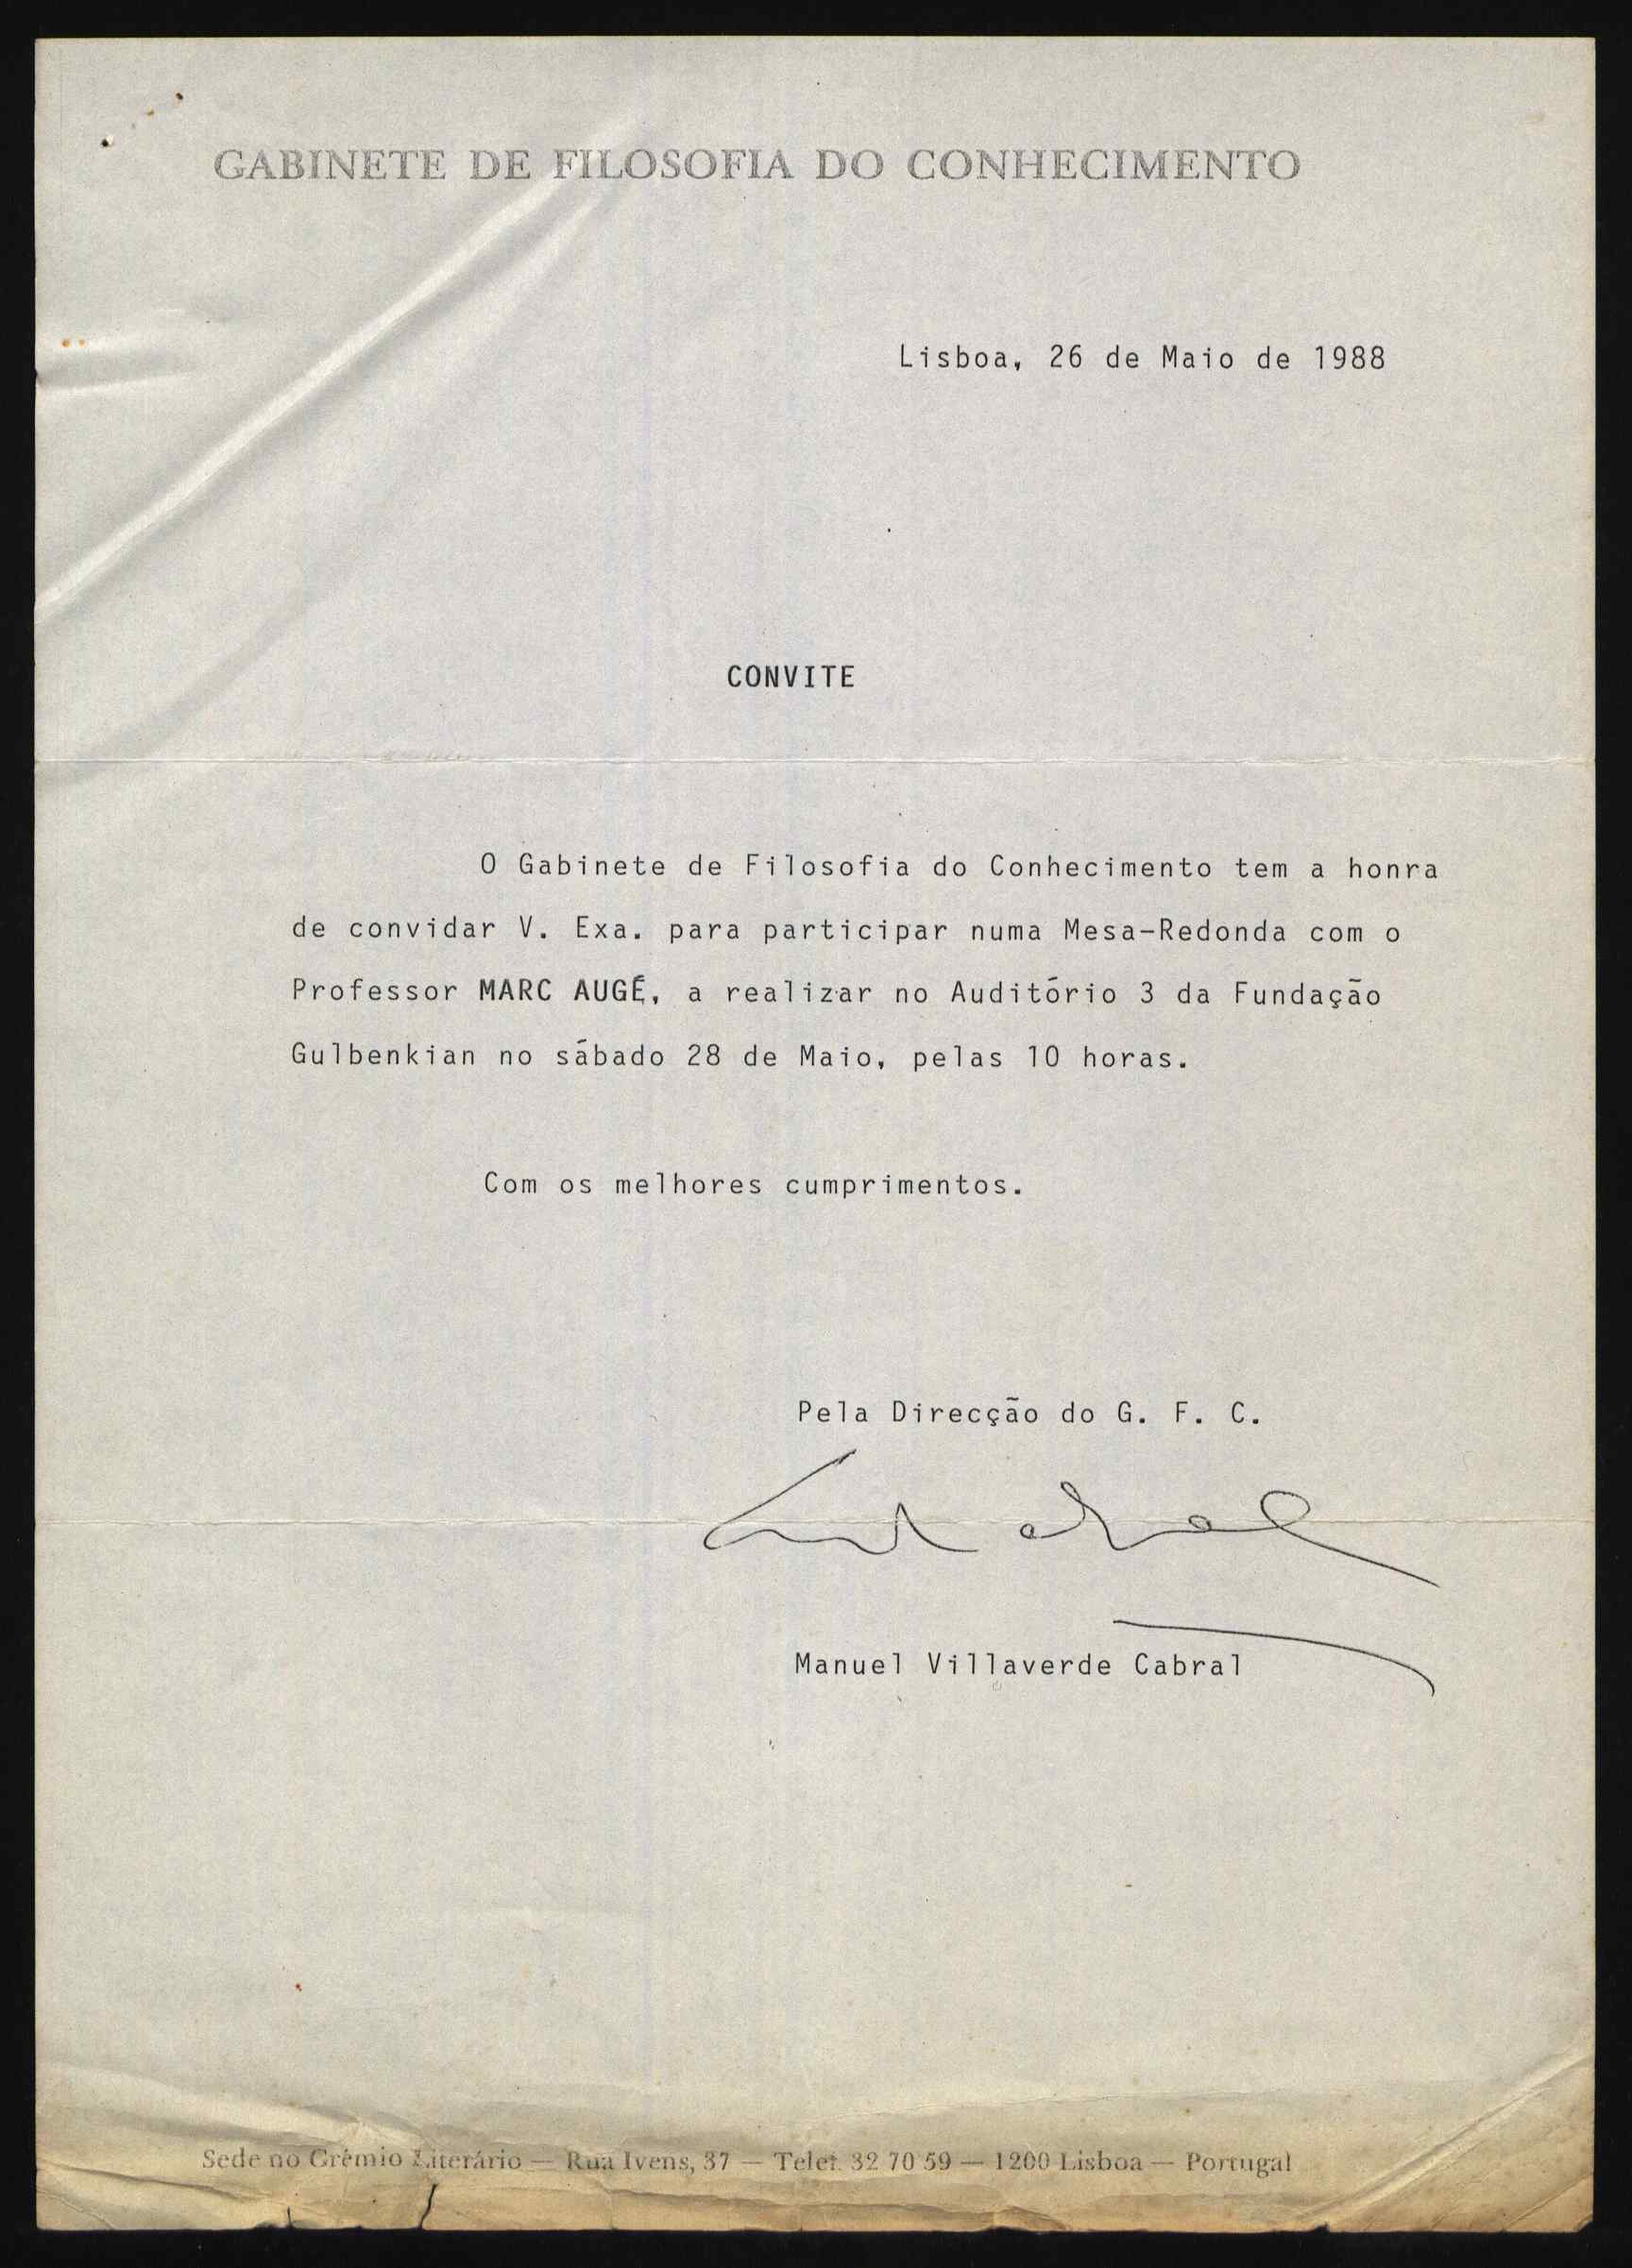 GABINETE DE FILOSOFIA DO CONHECIMENTO
Lisboa, 26 de Maio de 1988
CONVITE
O Gabinete de Filosofia do Conhecimento tem a honra
de convidar V. Exa. para participar numa Mesa-Redonda com o
Professor MARC AUGÉ, a realizar no Auditório 3 da Fundação
Gulbenkian no sábado 28 de Maio, pelas 10 horas.
Com os melhores cumprimentos.
Pela Direcção do G. F. C.
Manuel Villaverde Cabral
Sede no Grémio Literário — Rua Ivens, 37 — Telef. 32 70 59 — 1200 Lisboa — Portugal